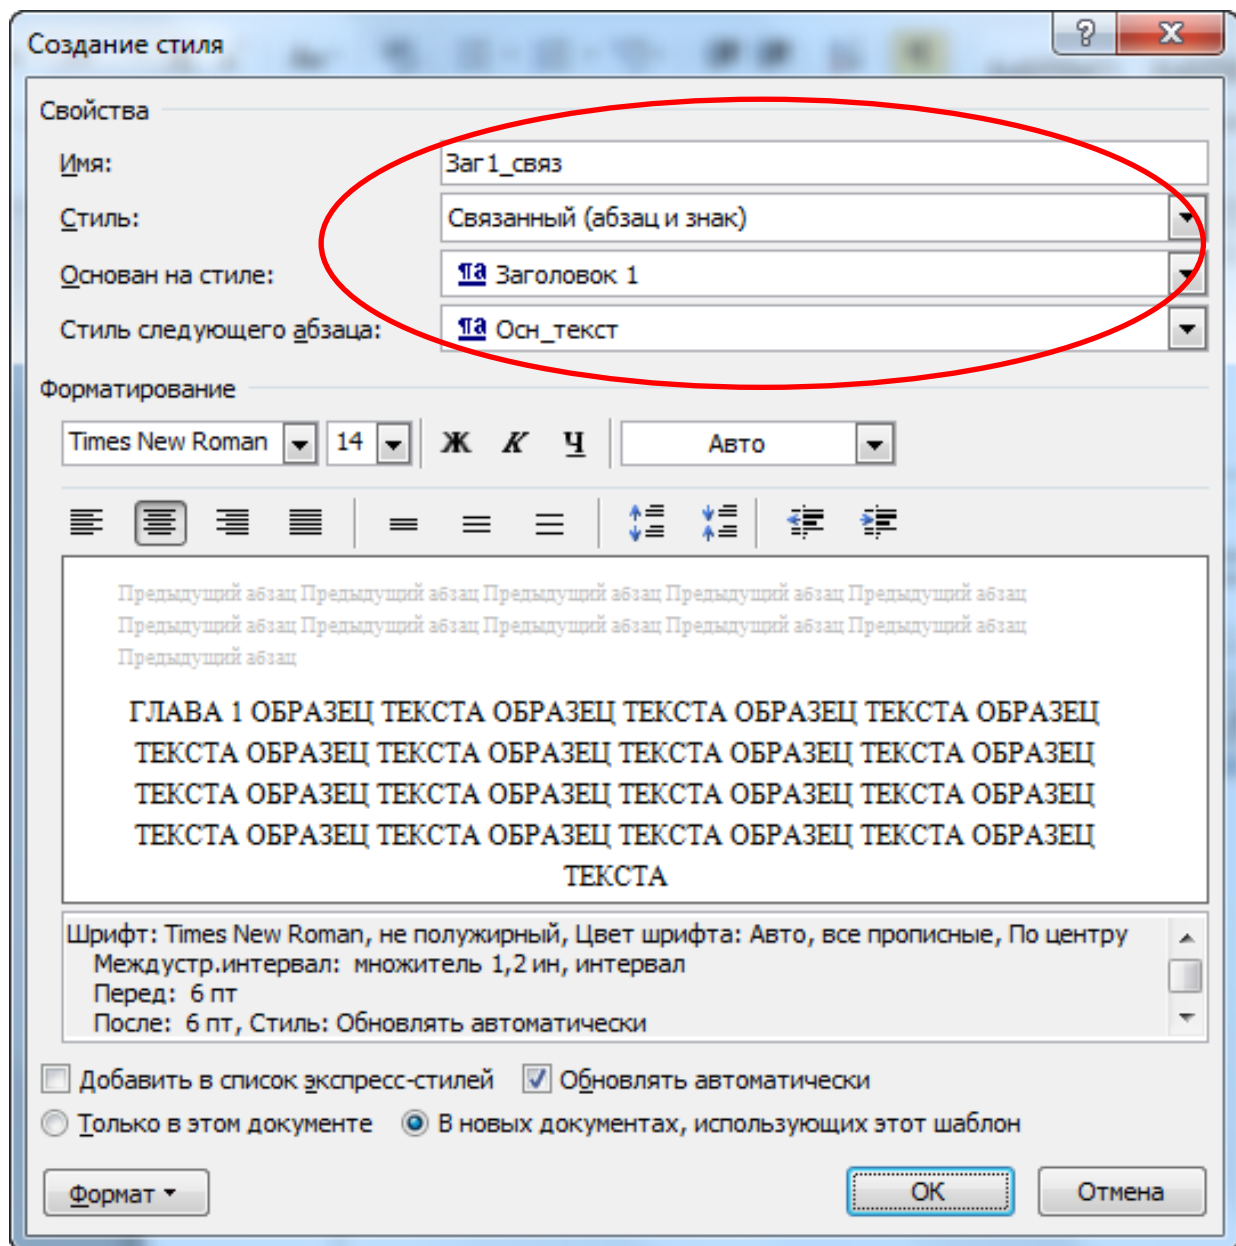 Создание стиля
Свойства
Имя: Заг1_связ
Стиль: Связанный (абзац и знак)
Основан на стиле: ¶a Заголовок 1
Стиль следующего абзаца: ¶a Осн_текст
Форматирование
Times New Roman 14 Ж К Ч Авто
Предыдущий абзац Предыдущий абзац Предыдущий абзац Предыдущий абзац Предыдущий абзац
Предыдущий абзац Предыдущий абзац Предыдущий абзац Предыдущий абзац Предыдущий абзац
Предыдущий абзац
ГЛАВА 1 ОБРАЗЕЦ ТЕКСТА ОБРАЗЕЦ ТЕКСТА ОБРАЗЕЦ ТЕКСТА ОБРАЗЕЦ
ТЕКСТА ОБРАЗЕЦ ТЕКСТА ОБРАЗЕЦ ТЕКСТА ОБРАЗЕЦ ТЕКСТА ОБРАЗЕЦ
ТЕКСТА ОБРАЗЕЦ ТЕКСТА ОБРАЗЕЦ ТЕКСТА ОБРАЗЕЦ ТЕКСТА ОБРАЗЕЦ
ТЕКСТА ОБРАЗЕЦ ТЕКСТА ОБРАЗЕЦ ТЕКСТА ОБРАЗЕЦ ТЕКСТА ОБРАЗЕЦ
ТЕКСТА
Шрифт: Times New Roman, не полужирный, Цвет шрифта: Авто, все прописные, По центру
Междустр.интервал: множитель 1,2 ин, интервал
Перед: 6 пт
После: 6 пт, Стиль: Обновлять автоматически
Добавить в список экспресс-стилей Обновлять автоматически
Только в этом документе В новых документах, использующих этот шаблон
Формат ОК Отмена